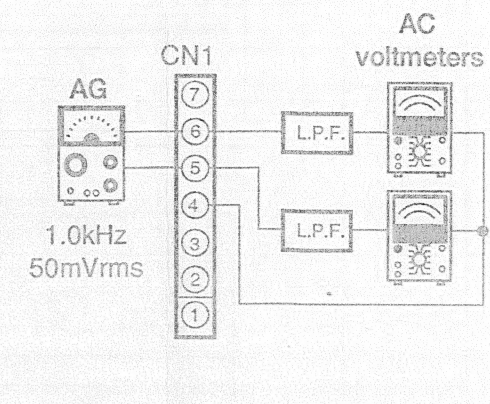 AC
voltmeters
CN1
AG
7
6
L.P.F.
5
4
L.P.F.
1.0kHz
3
50mVrms
2
1